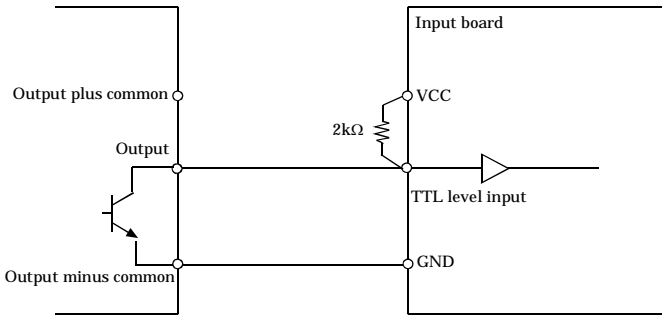 Input board
Output plus common
VCC
2kΩ
Output
TTL level input
Output minus common
GND